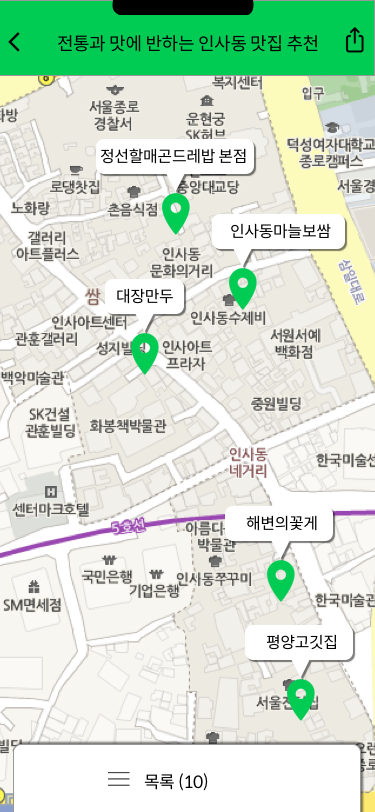 전통과 맛에 반하는 인사동 맛집 추천
복지센터
서울종로
경찰서
입구
운현궁
SK허브
덕성여자대학교
종로캠퍼스
정선할매곤드레밥 본점
로댕찻집
중앙대교당
서울경
노화랑
촌음식점
인사동마늘보쌈
갤러리
아트플러스
인사동
문화의거리
삼일대로
대장만두
쌈
인사아트센터
관훈갤러리
인사동수제비
성지빌
인사아트
프라자
서원서예
백화점
백악미술관
중원빌딩
SK건설
관훈빌딩
화봉책박물관
인사동
네거리
한국미술선
센터마크호텔
5호선
해변의꽃게
아름다
박물관
국민은행
기업은행
인사동쭈꾸미
SM면세점
한국미술관
평양고깃집
서울전
집
빌딩
목록 (10)